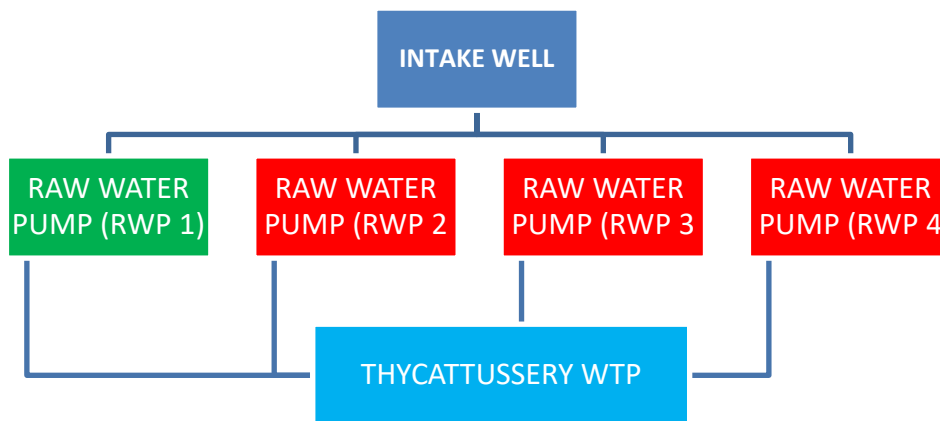 INTAKE WELL
RAW WATER
PUMP (RWP 1)
RAW WATER
PUMP (RWP 2
RAW WATER
PUMP (RWP 3
RAW WATER
PUMP (RWP 4
THYCATTUSSERY WTP